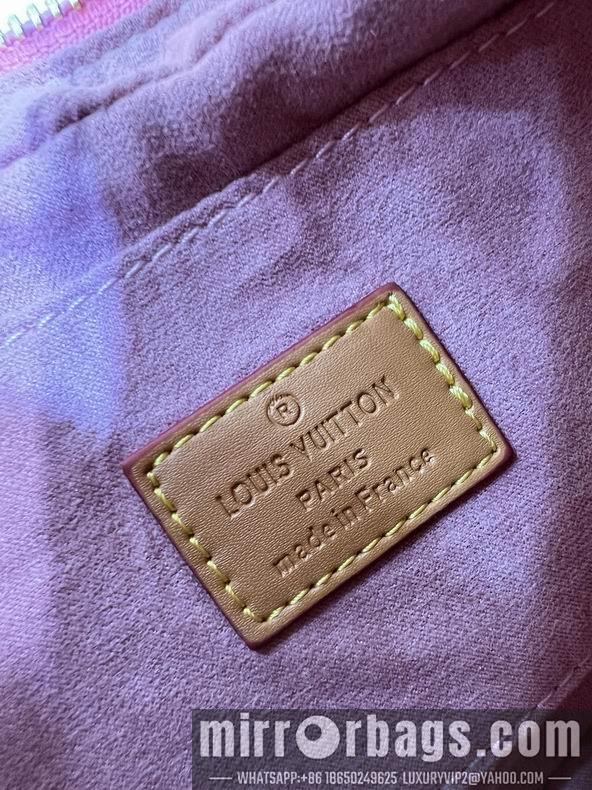 ®
LOUIS VUITTON
PARIS
made in France
mirrorbags.com
WHATSAPP:+86 18650249625 LUXURYVIP2@YAHOO.COM